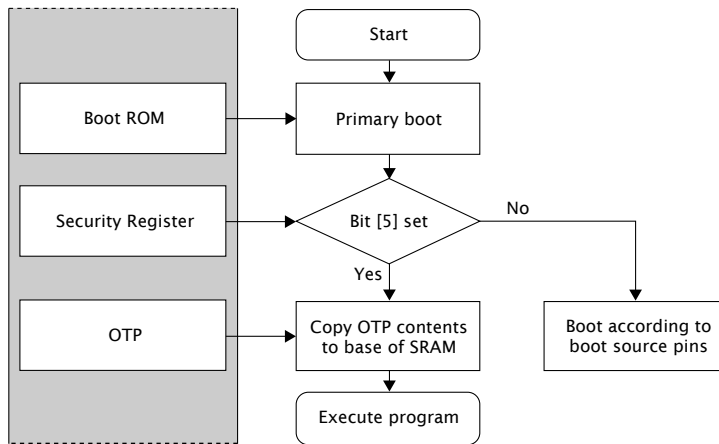 Start
Boot ROM
Primary boot
Security Register
Bit [5] set
No
Yes
OTP
Copy OTP contents
to base of SRAM
Boot according to
boot source pins
Execute program